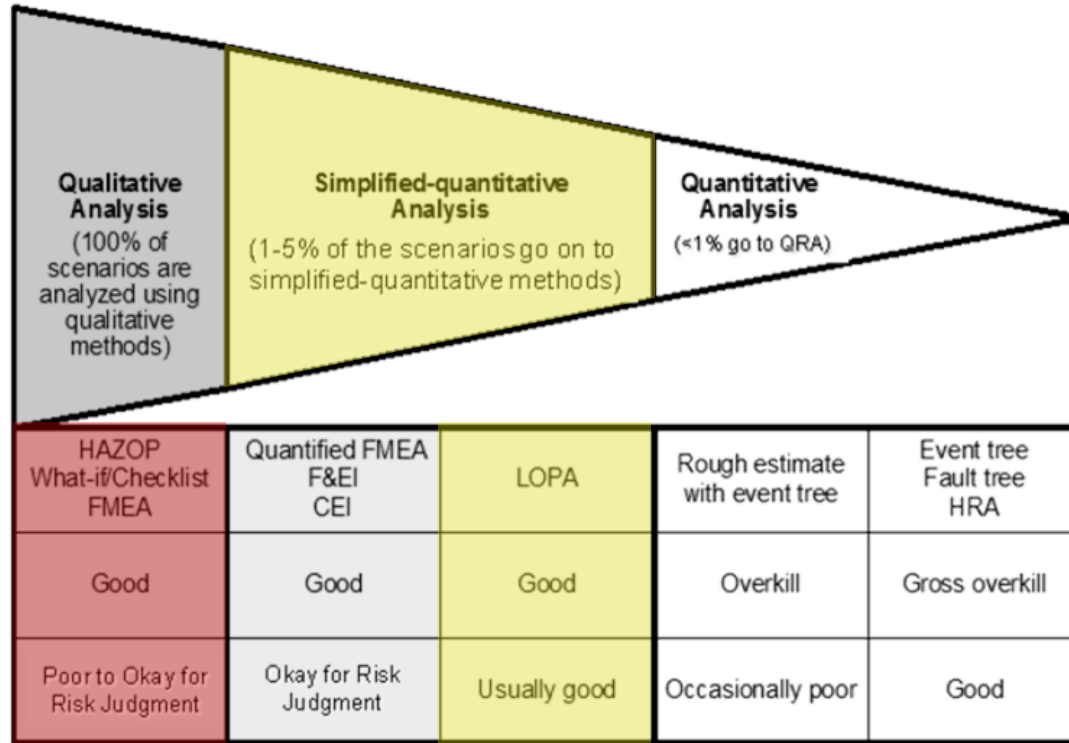 Qualitative
Analysis
(100% of
scenarios are
analyzed using
qualitative
methods)
Simplified-quantitative
Analysis
(1-5% of the scenarios go on to
simplified-quantitative methods)
Quantitative
Analysis
(<1% go to QRA)
HAZOP
What-if/Checklist
FMEA
Quantified FMEA
F&EI
CEI
LOPA
Rough estimate
with event tree
Event tree
Fault tree
HRA
Good
Good
Good
Overkill
Gross overkill
Poor to Okay for
Risk Judgment
Okay for Risk
Judgment
Usually good
Occasionally poor
Good